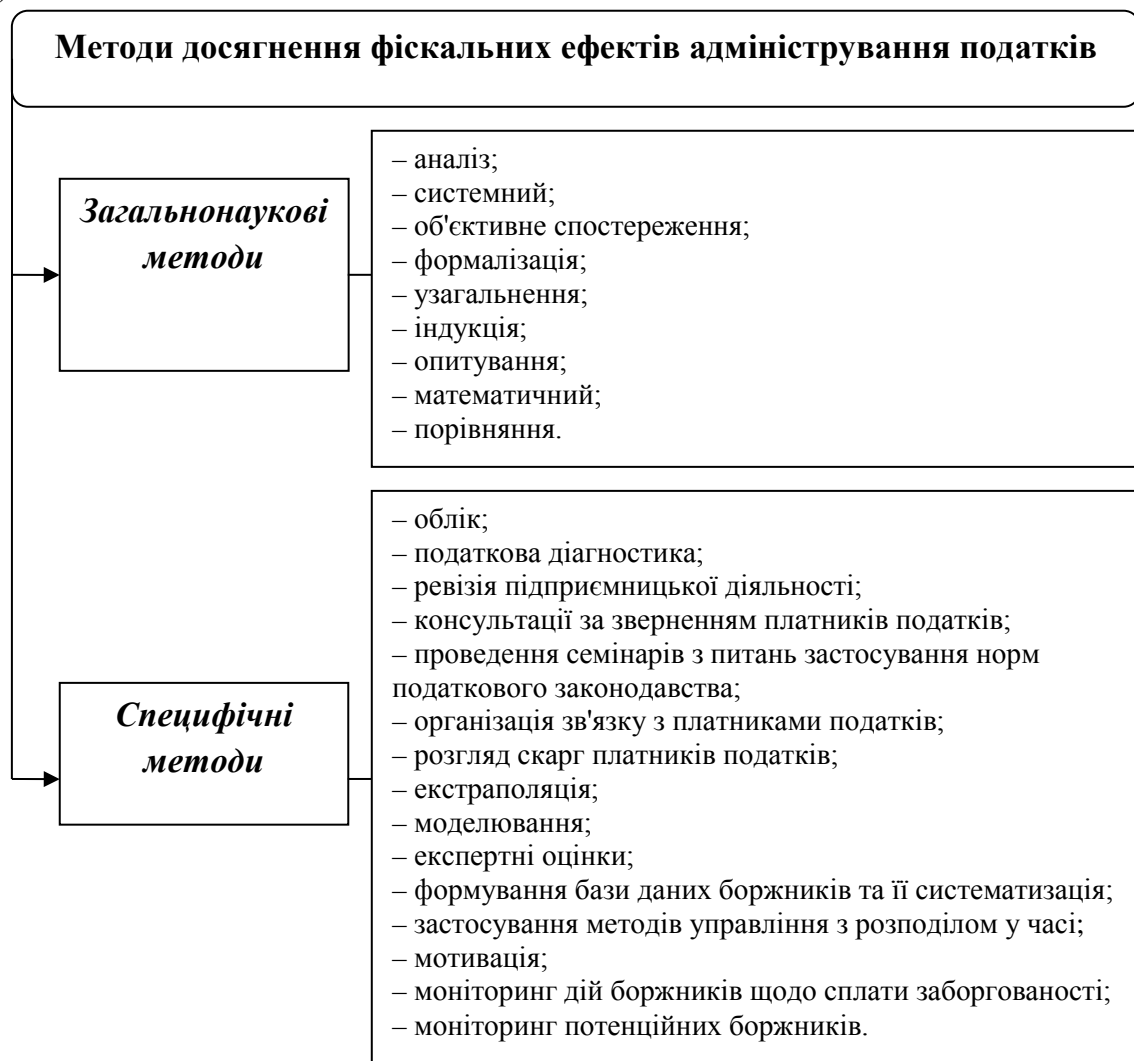 Методи досягнення фіскальних ефектів адміністрування податків
Загальнонаукові
методи
– аналіз;
– системний;
– об'єктивне спостереження;
– формалізація;
– узагальнення;
– індукція;
– опитування;
– математичний;
– порівняння.
Специфічні
методи
– облік;
– податкова діагностика;
– ревізія підприємницької діяльності;
– консультації за зверненням платників податків;
– проведення семінарів з питань застосування норм
податкового законодавства;
– організація зв'язку з платниками податків;
– розгляд скарг платників податків;
– екстраполяція;
– моделювання;
– експертні оцінки;
– формування бази даних боржників та її систематизація;
– застосування методів управління з розподілом у часі;
– мотивація;
– моніторинг дій боржників щодо сплати заборгованості;
– моніторинг потенційних боржників.